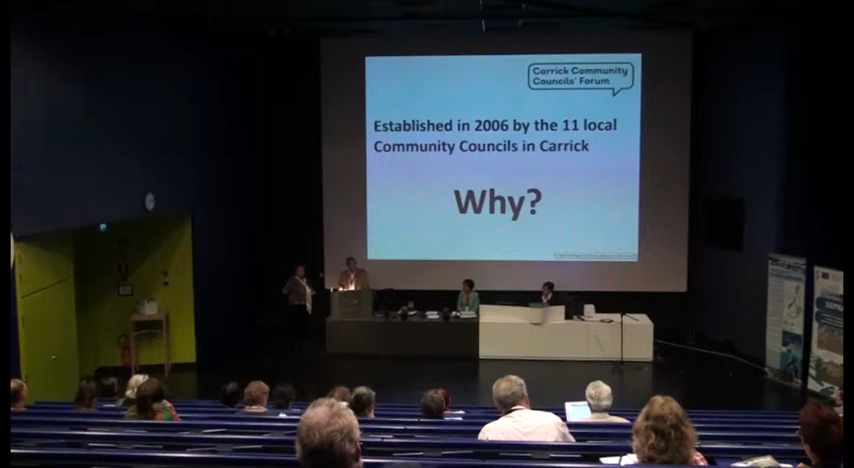 Carrick Community
Councils' Forum
Established in 2006 by the 11 local
Community Councils in Carrick
Why?